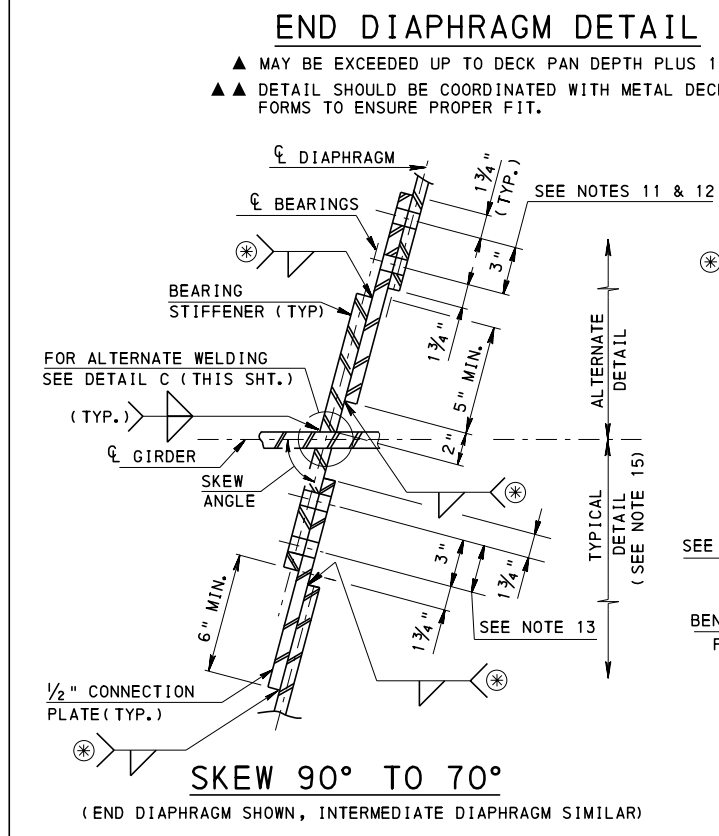 END DIAPHRAGM DETAIL
▲ MAY BE EXCEEDED UP TO DECK PAN DEPTH PLUS 1
▲▲ DETAIL SHOULD BE COORDINATED WITH METAL DECK
FORMS TO ENSURE PROPER FIT.
℄ DIAPHRAGM
1¾"
(TYP.)
SEE NOTES 11 & 12
℄ BEARINGS
3"
BEARING
STIFFENER (TYP)
1¾"
ALTERNATE
DETAIL
FOR ALTERNATE WELDING
SEE DETAIL C (THIS SHT.)
5" MIN.
(TYP.)
2"
℄ GIRDER
SKEW
ANGLE
TYPICAL
DETAIL
(SEE NOTE 15)
SEE
3"
1¾"
6" MIN.
1¾"
SEE NOTE 13
BEN
½" CONNECTION
PLATE(TYP.)
SKEW 90° TO 70°
(END DIAPHRAGM SHOWN, INTERMEDIATE DIAPHRAGM SIMILAR)